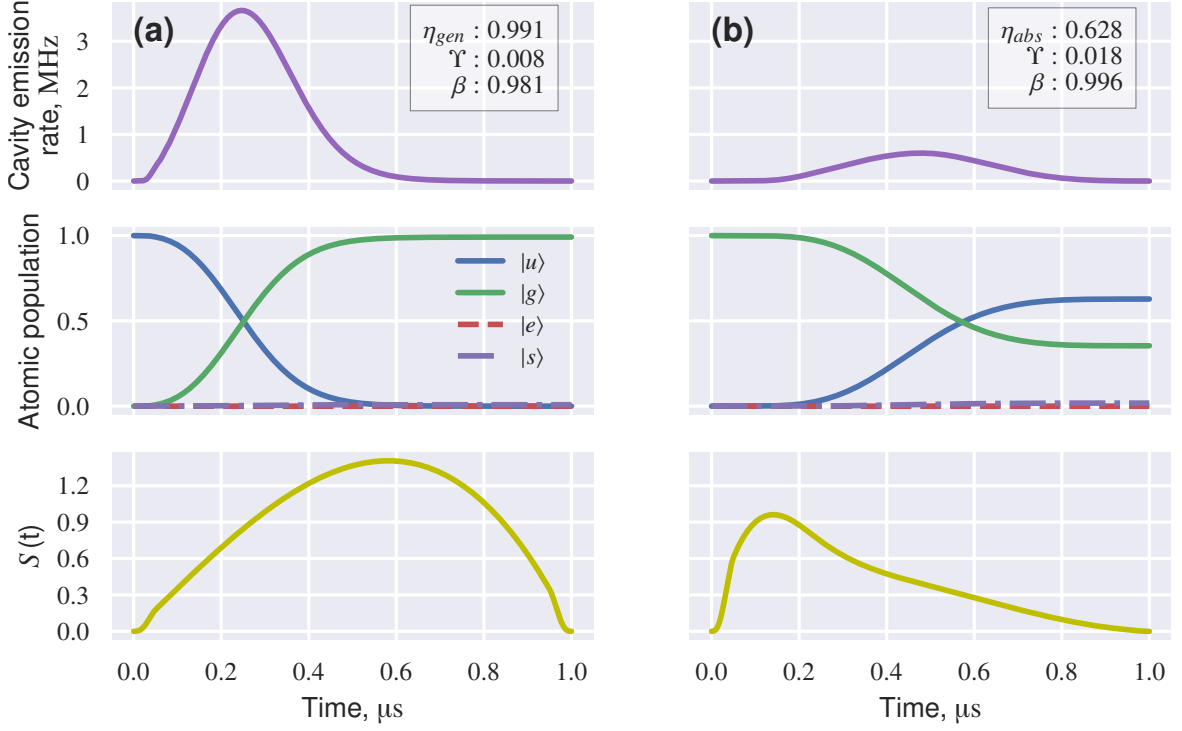 Cavity emission
rate, MHz
3
2
1
0
(a)
η_gen : 0.991
ϒ : 0.008
β : 0.981
(b)
η_abs : 0.628
ϒ : 0.018
β : 0.996
Atomic population
1.0
0.5
0.0
|u⟩
|g⟩
|e⟩
|s⟩
S(t)
1.2
0.9
0.6
0.3
0.0
0.0 0.2 0.4 0.6 0.8 1.0
Time, μs
0.0 0.2 0.4 0.6 0.8 1.0
Time, μs